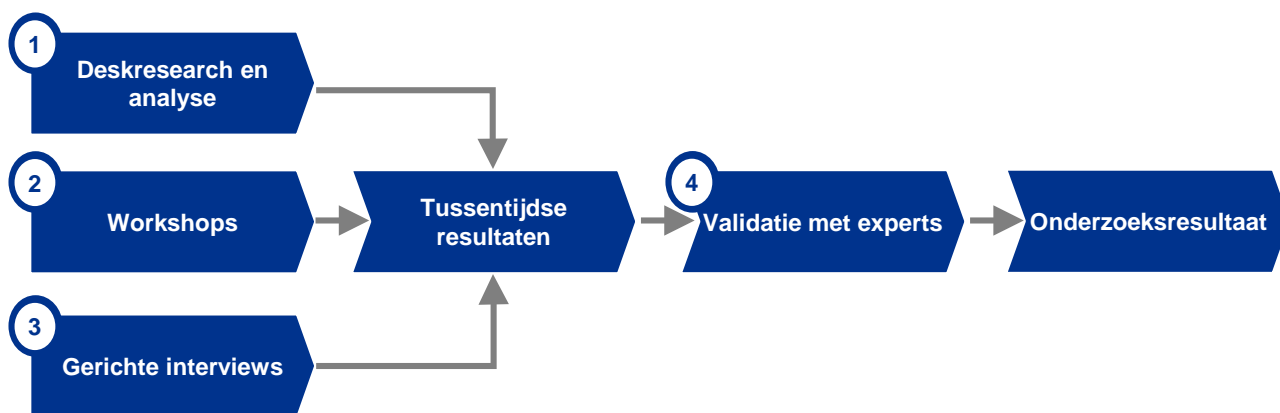 1
Deskresearch en
analyse
2
Workshops
3
Gerichte interviews
Tussentijdse
resultaten
4
Validatie met experts
Onderzoeksresultaat